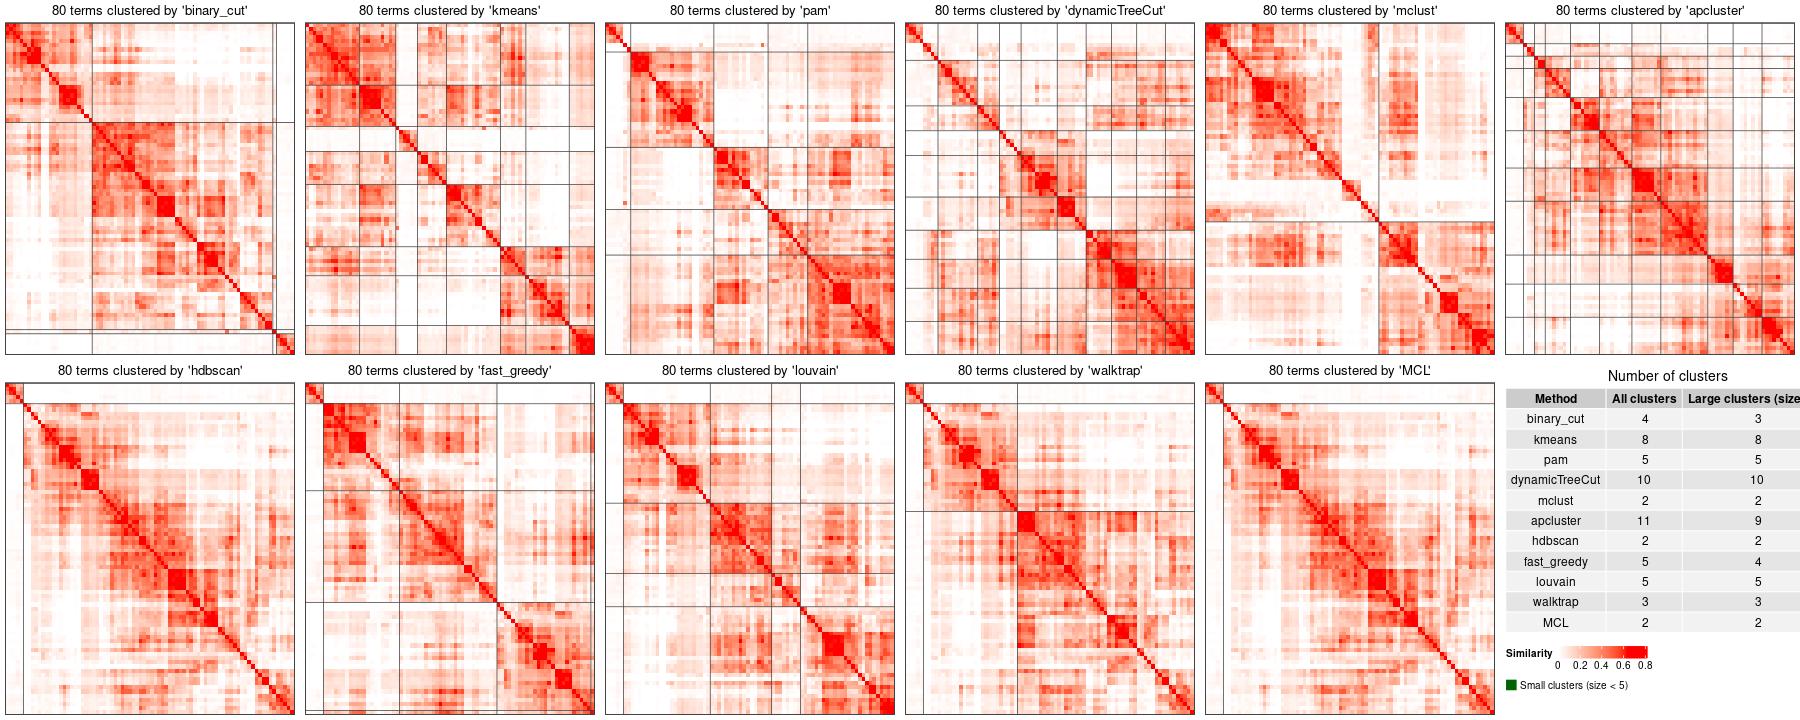 80 terms clustered by 'binary_cut'
80 terms clustered by 'kmeans'
80 terms clustered by 'pam'
80 terms clustered by 'dynamicTreeCut'
80 terms clustered by 'mclust'
80 terms clustered by 'apcluster'
80 terms clustered by 'hdbscan'
80 terms clustered by 'fast_greedy'
80 terms clustered by 'louvain'
80 terms clustered by 'walktrap'
80 terms clustered by 'MCL'
Number of clusters
Method All clusters Large clusters (size
binary_cut 4 3
kmeans 8 8
pam 5 5
dynamicTreeCut 10 10
mclust 2 2
apcluster 11 9
hdbscan 2 2
fast_greedy 5 4
louvain 5 5
walktrap 3 3
MCL 2 2
Similarity
0 0.2 0.4 0.6 0.8
Small clusters (size < 5)